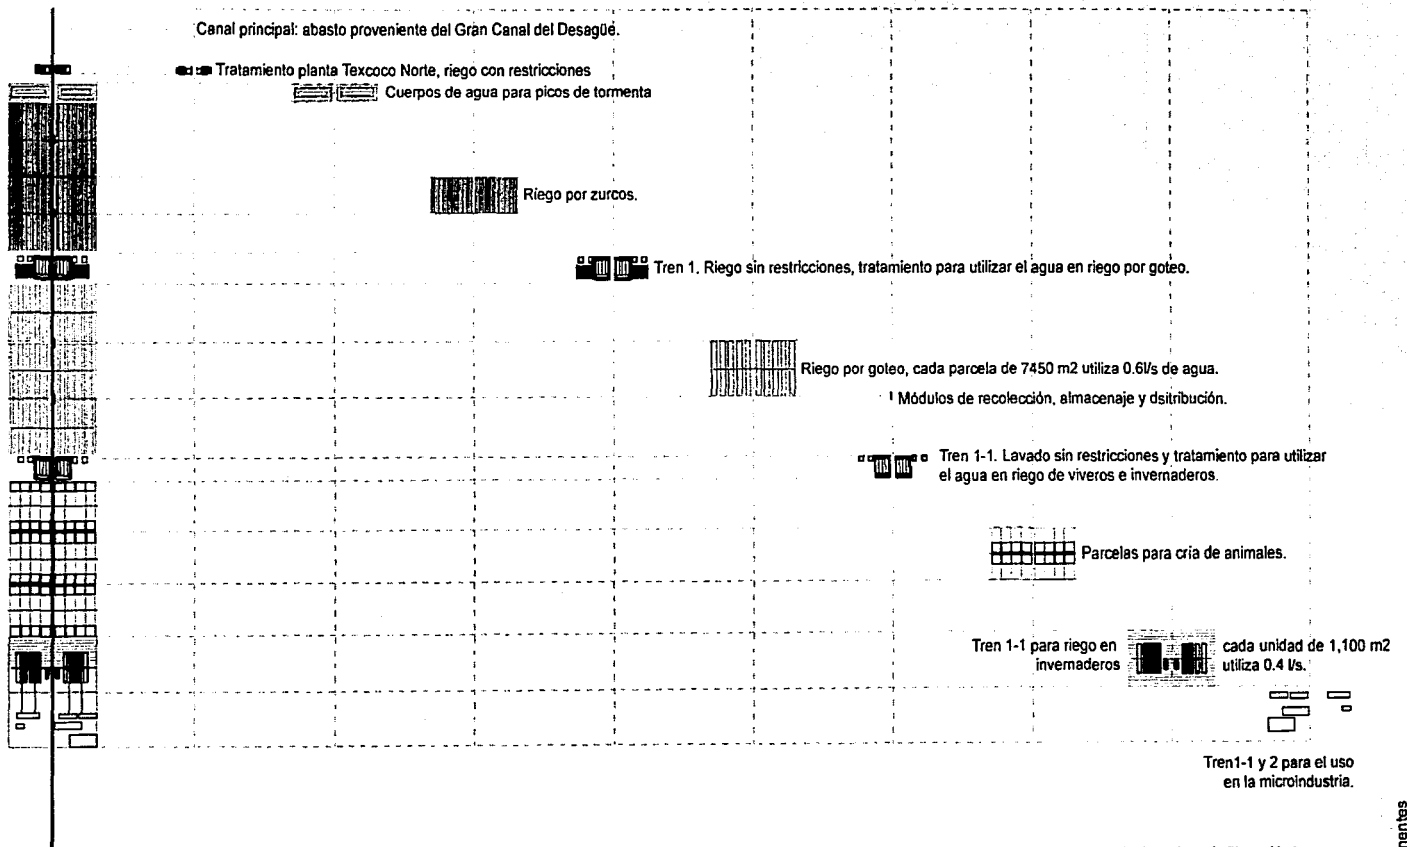 Canal principal: abasto proveniente del Gran Canal del Desagüe.
Tratamiento planta Texcoco Norte, riego con restricciones
Cuerpos de agua para picos de tormenta
Riego por zurcos.
Tren 1. Riego sin restricciones, tratamiento para utilizar el agua en riego por goteo.
Riego por goteo, cada parcela de 7450 m2 utiliza 0.6l/s de agua.
Módulos de recolección, almacenaje y dsitribución.
Tren 1-1. Lavado sin restricciones y tratamiento para utilizar
el agua en riego de viveros e invernaderos.
Parcelas para cria de animales.
Tren 1-1 para riego en
invernaderos
cada unidad de 1,100 m2
utiliza 0.4 l/s.
Tren1-1 y 2 para el uso
en la microindustria.